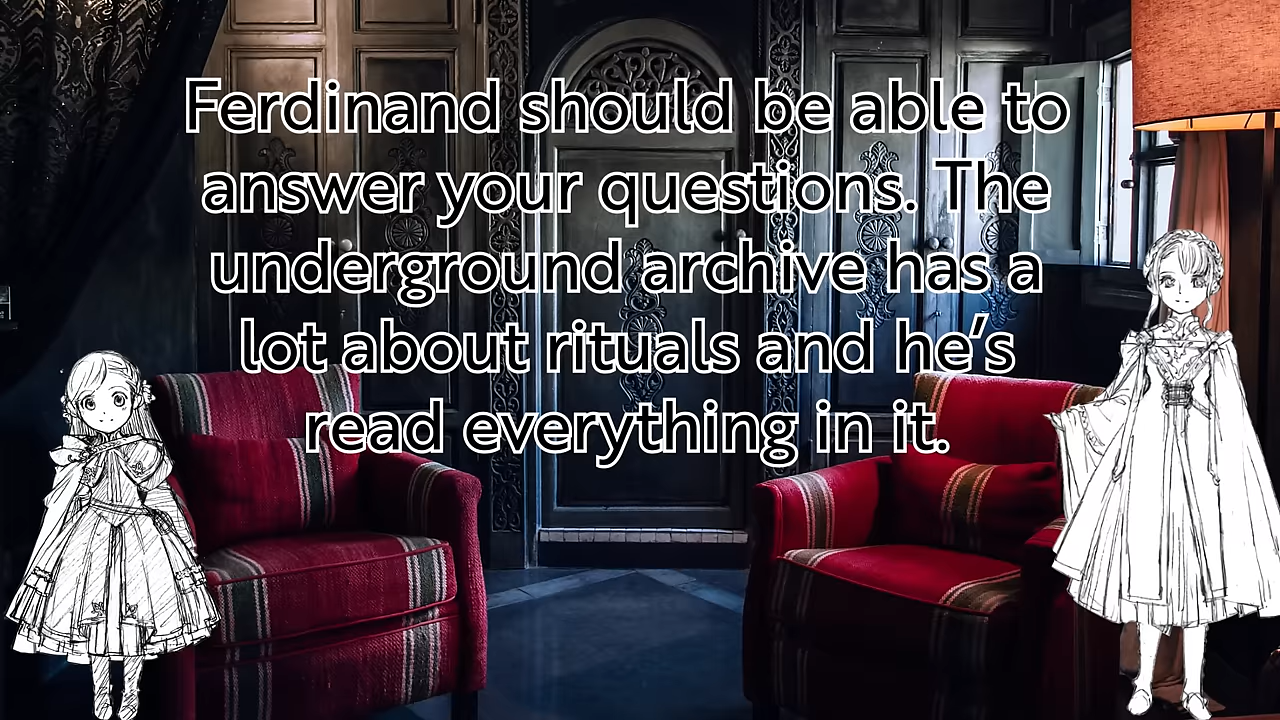 Ferdinand should be able to
answer your questions. The
underground archive has a
lot about rituals and he’s
read everything in it.